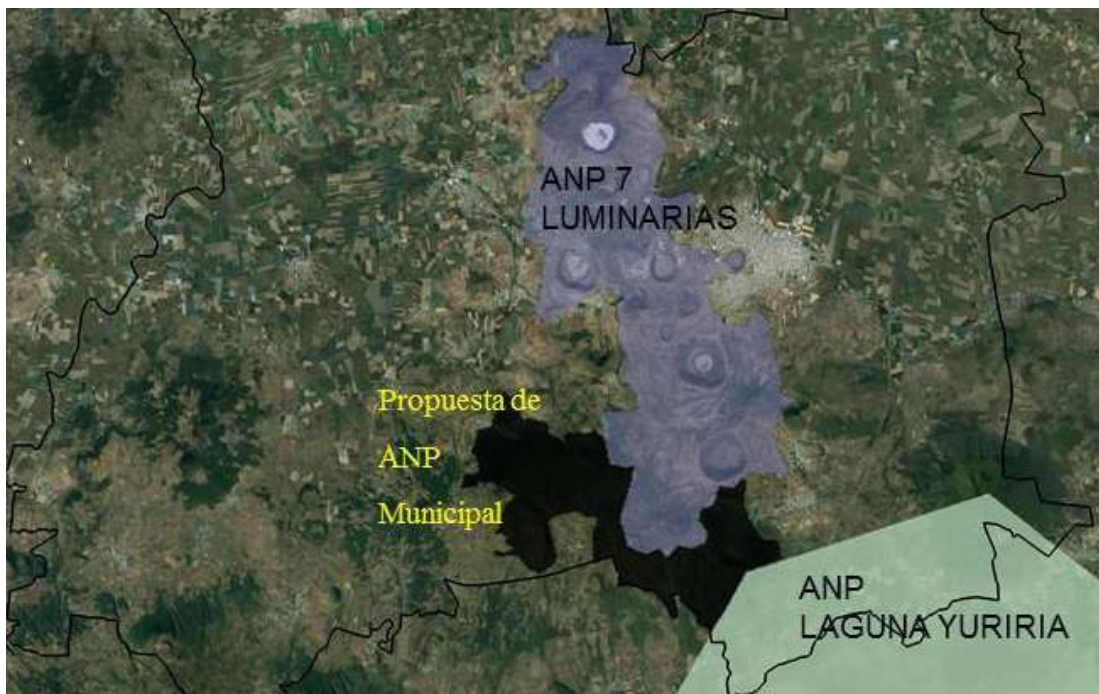 ANP 7
LUMINARIAS
Propuesta de
ANP
Municipal
ANP
LAGUNA YURIRIA